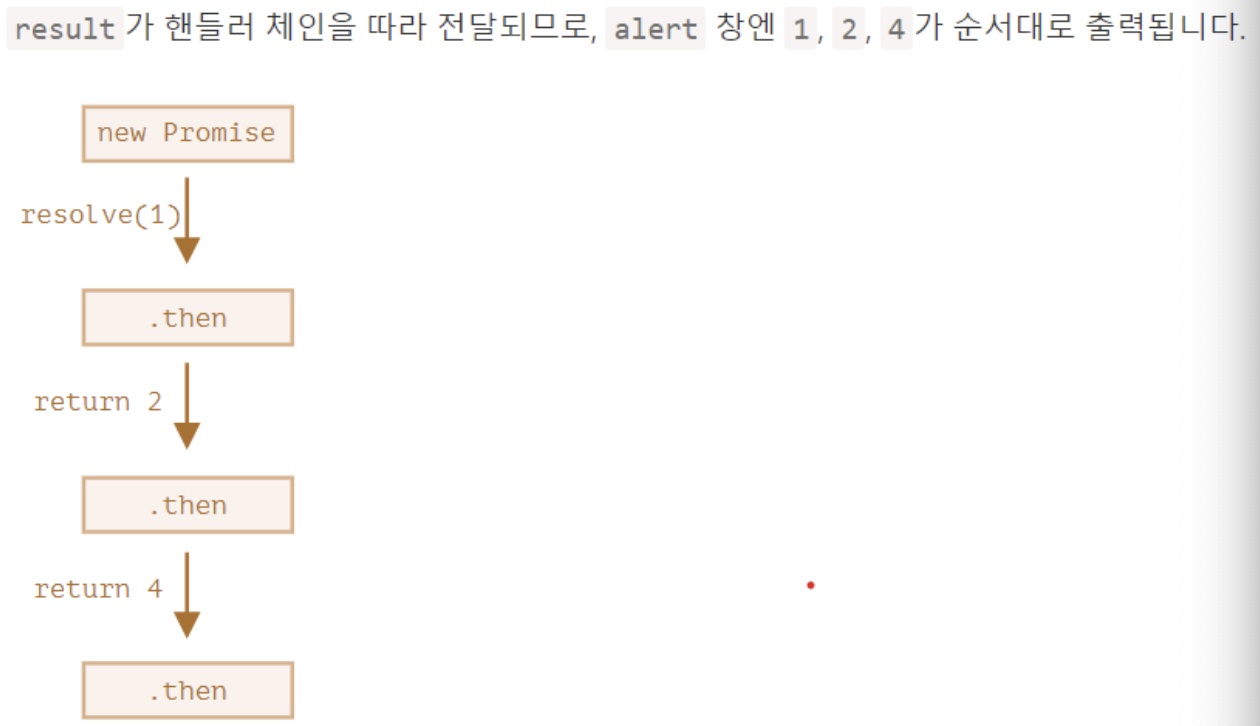 result가 핸들러 체인을 따라 전달되므로, alert 창엔 1, 2, 4가 순서대로 출력됩니다.
new Promise
resolve(1)
.then
return 2
.then
return 4
.then